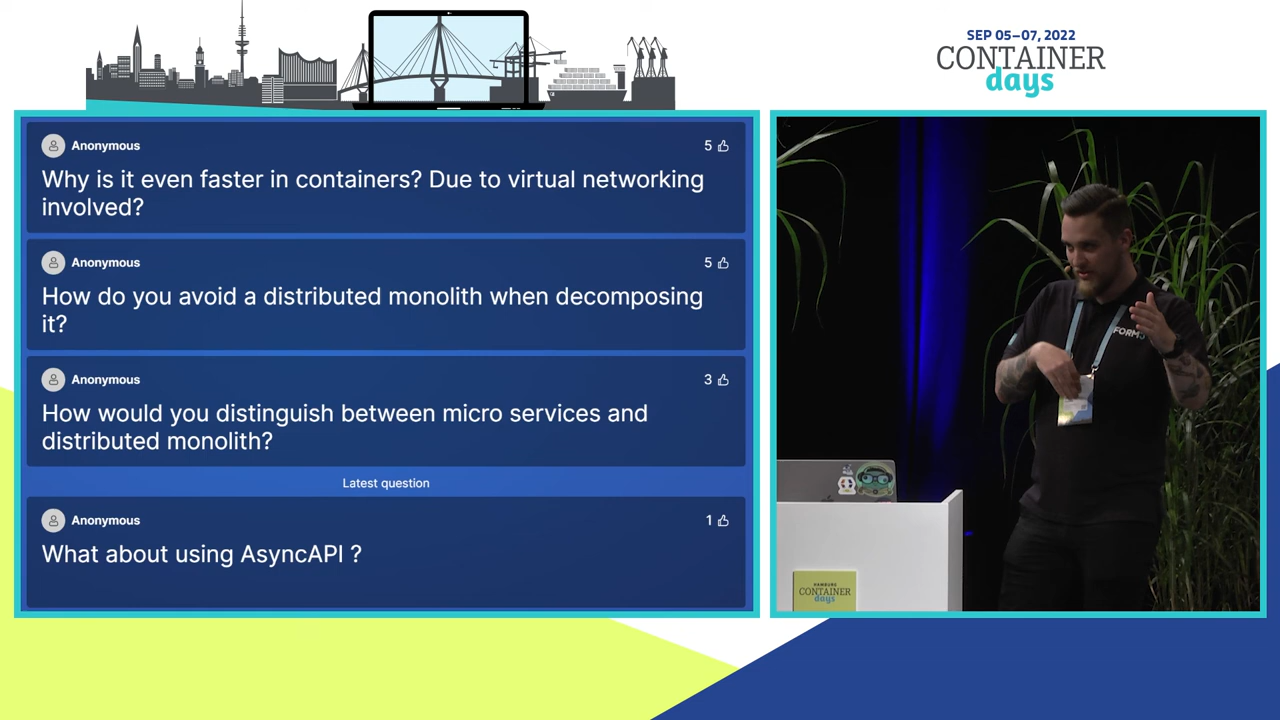 SEP 05–07, 2022
CONTAINER
days
Anonymous
5
Why is it even faster in containers? Due to virtual networking
involved?
Anonymous
5
How do you avoid a distributed monolith when decomposing
it?
Anonymous
3
How would you distinguish between micro services and
distributed monolith?
Latest question
Anonymous
1
What about using AsyncAPI ?
FORM3
HAMBURG
CONTAINER
days